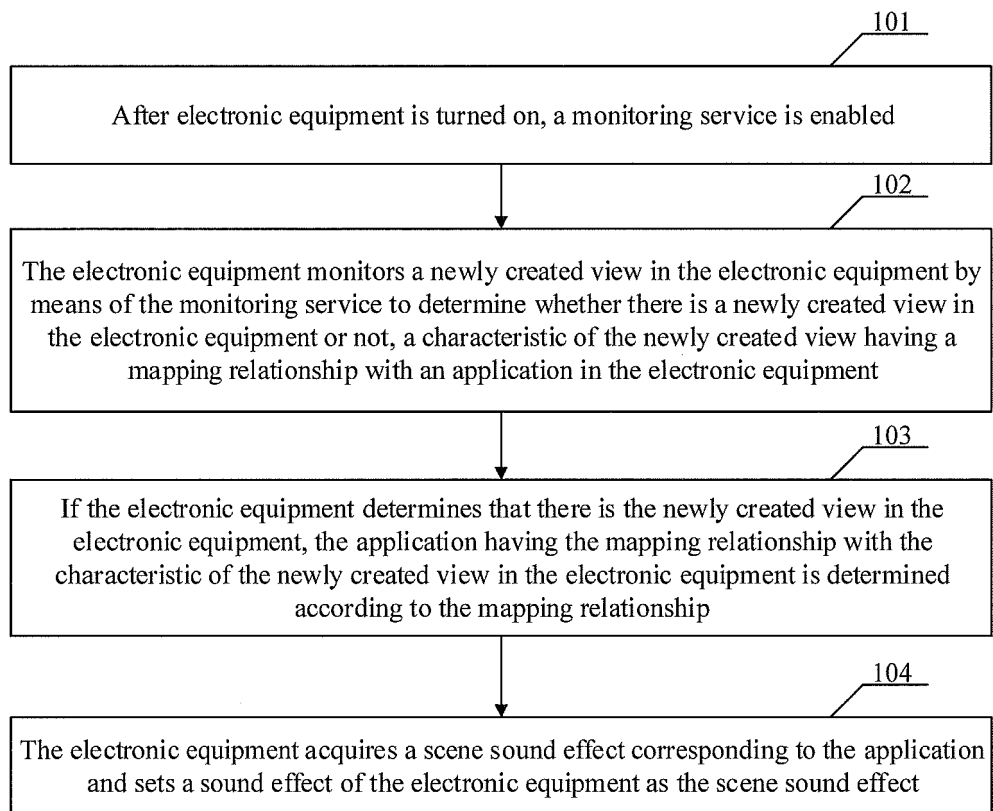 101
After electronic equipment is turned on, a monitoring service is enabled
102
The electronic equipment monitors a newly created view in the electronic equipment by
means of the monitoring service to determine whether there is a newly created view in
the electronic equipment or not, a characteristic of the newly created view having a
mapping relationship with an application in the electronic equipment
103
If the electronic equipment determines that there is the newly created view in the
electronic equipment, the application having the mapping relationship with the
characteristic of the newly created view in the electronic equipment is determined
according to the mapping relationship
104
The electronic equipment acquires a scene sound effect corresponding to the application
and sets a sound effect of the electronic equipment as the scene sound effect